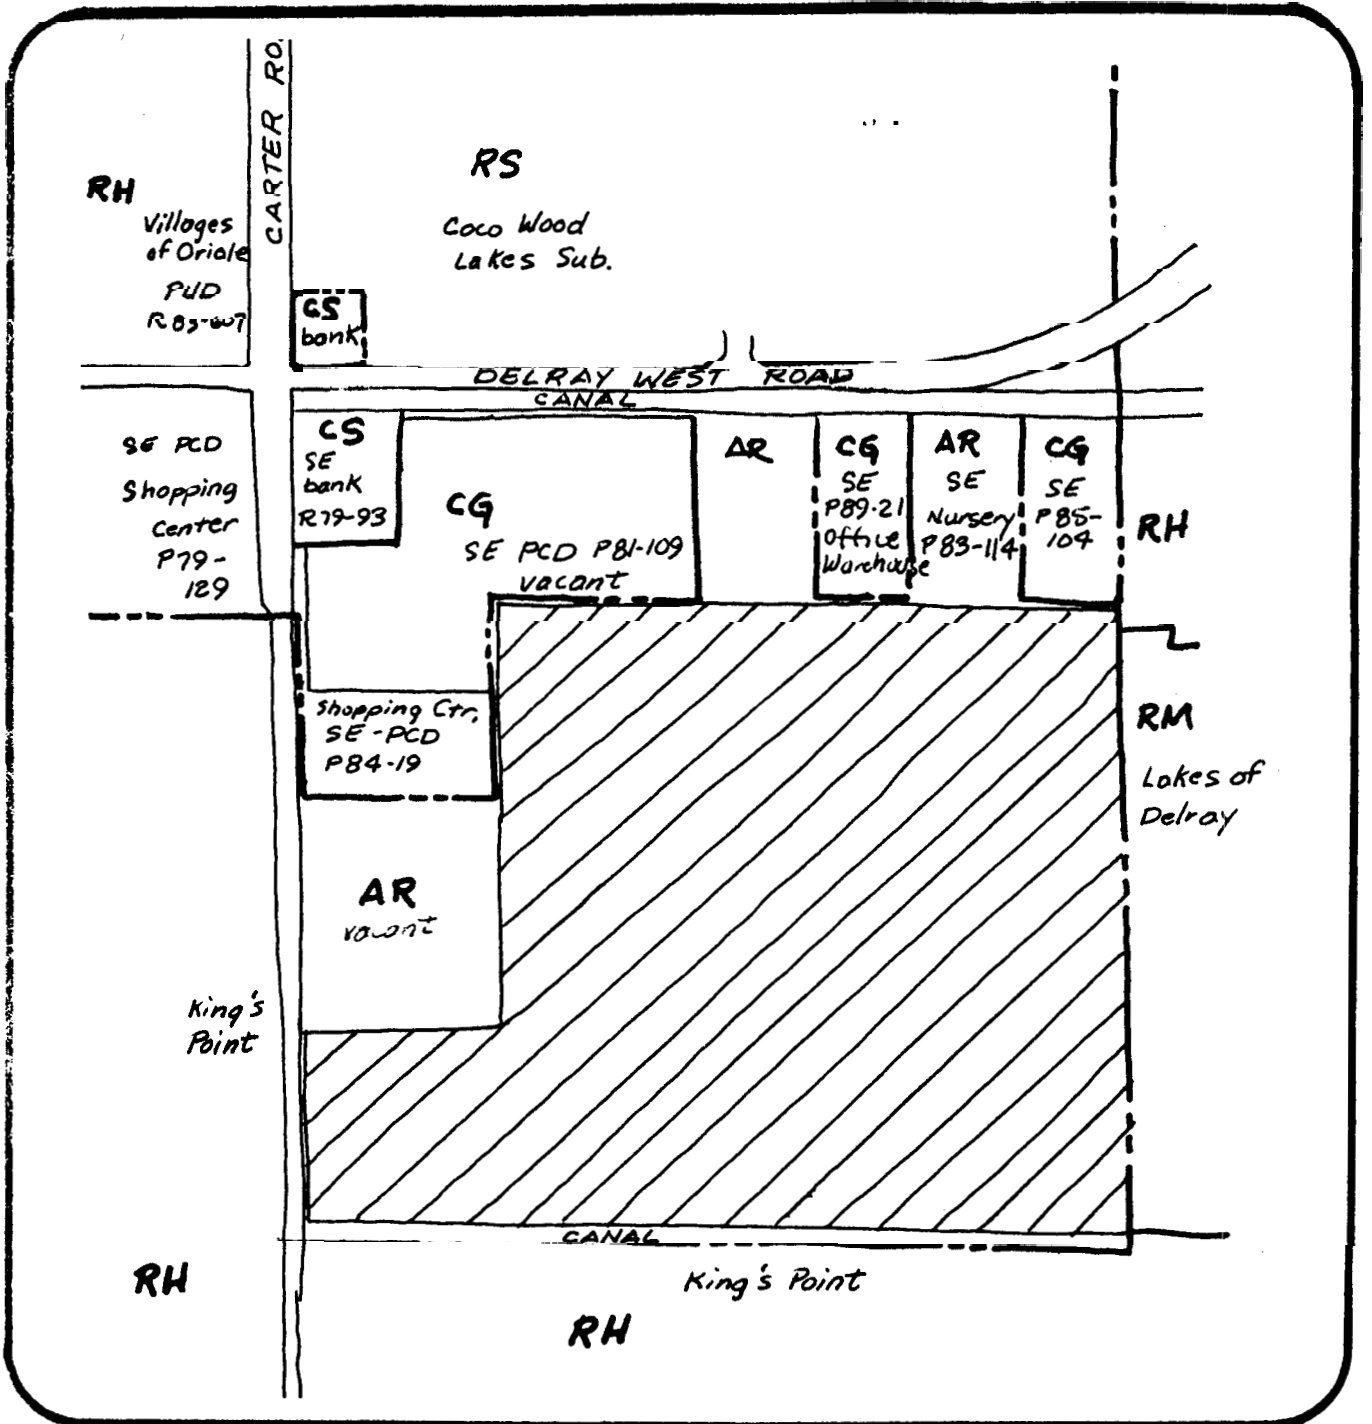 CARTER RD.
RH
Villages
of Oriole
PUD
RS
Coco Wood
Lakes Sub.
CS
bank
DELRAY WEST ROAD
CANAL
SE PCD
Shopping
Center
P79-
129
CS
SE
bank
R79-93
CG
SE PCD P81-109
vacant
AR
CG
SE
P89-21
Office
Warehouse
AR
SE
Nursery
P83-114
CG
SE
P85-
104
RH
Shopping Ctr.
SE-PCD
P84-19
RM
Lakes of
Delray
AR
vacant
King's
Point
CANAL
King's Point
RH
RH